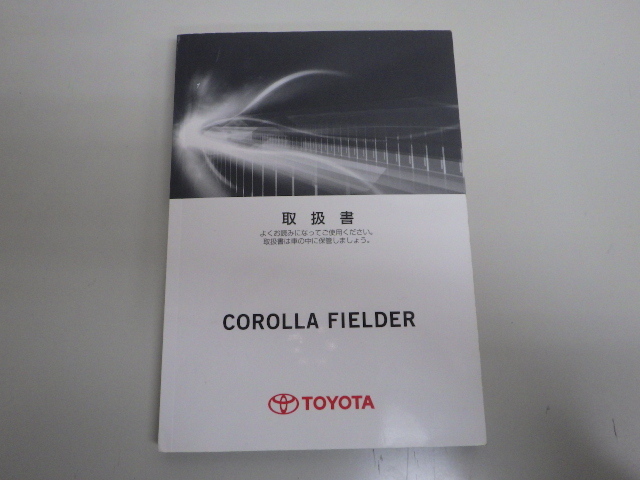 取扱書
よくお読みになってご使用ください。
取扱書は車の中に保管しましょう。
COROLLA FIELDER
TOYOTA